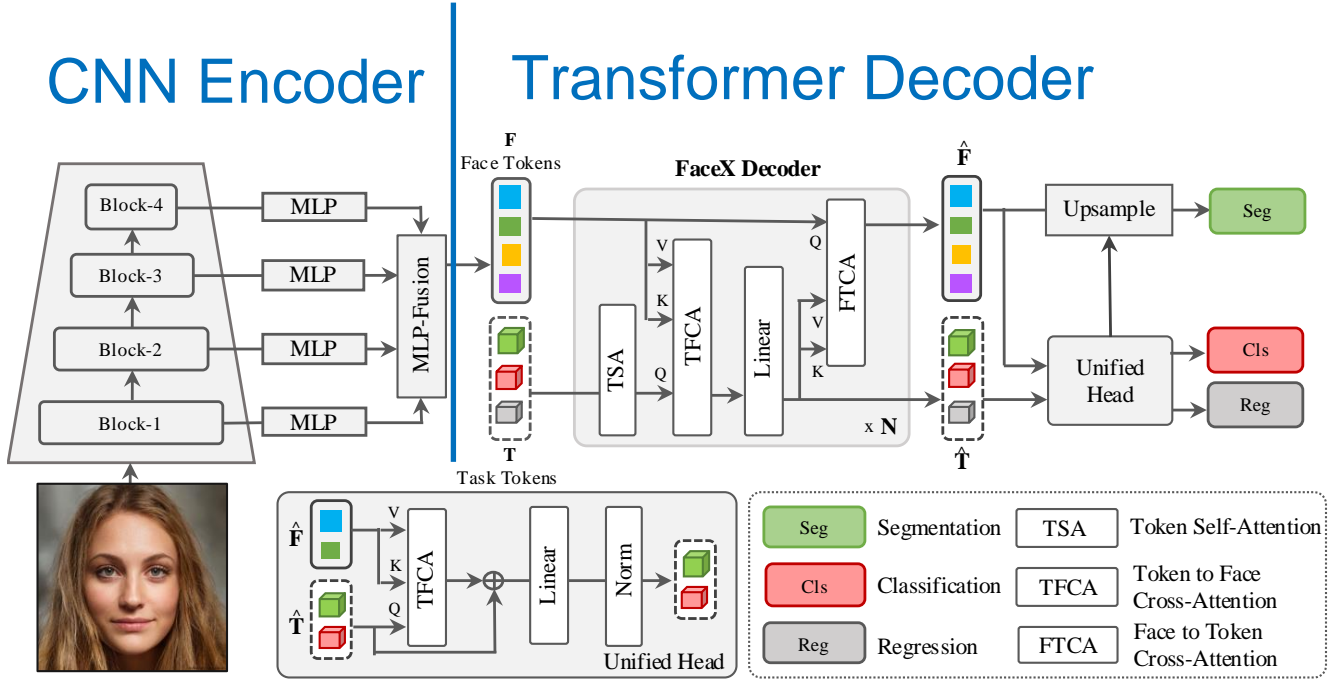 CNN Encoder
Transformer Decoder
Block-4
Block-3
Block-2
Block-1
MLP
MLP
MLP
MLP
MLP-Fusion
F
Face Tokens
T
Task Tokens
FaceX Decoder
TSA
V
K
Q
TFCA
Linear
Q
V
K
FTCA
x N
F̂
T̂
Upsample
Unified
Head
Seg
Cls
Reg
F̂
T̂
V
K
Q
TFCA
Linear
Norm
Unified Head
Seg
Segmentation
TSA
Token Self-Attention
Cls
Classification
TFCA
Token to Face
Cross-Attention
Reg
Regression
FTCA
Face to Token
Cross-Attention